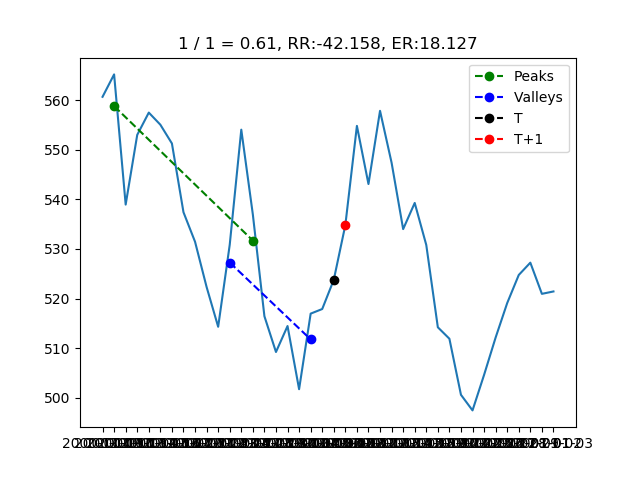 1 / 1 = 0.61, RR:-42.158, ER:18.127
Peaks
Valleys
T
T+1
560
550
540
530
520
510
500